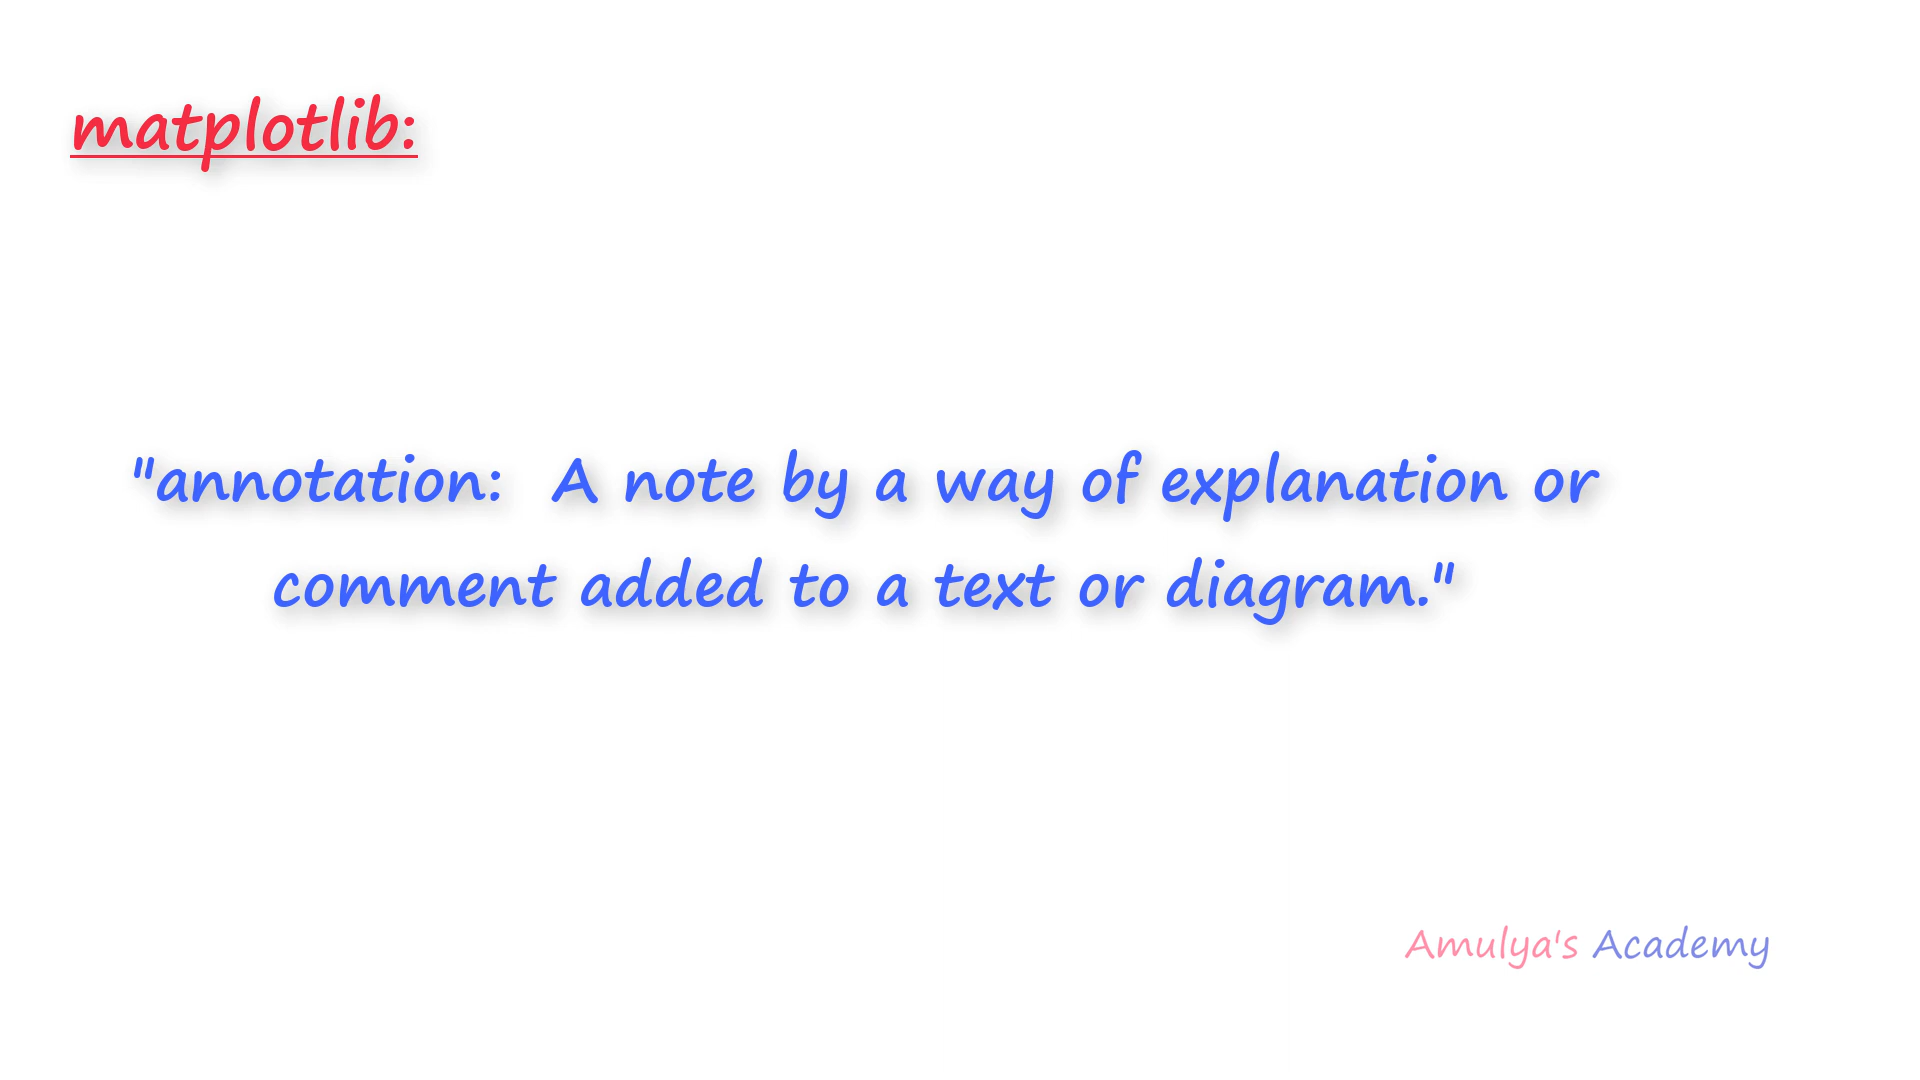 matplotlib:
"annotation:  A note by a way of explanation or
comment added to a text or diagram."
Amulya's Academy